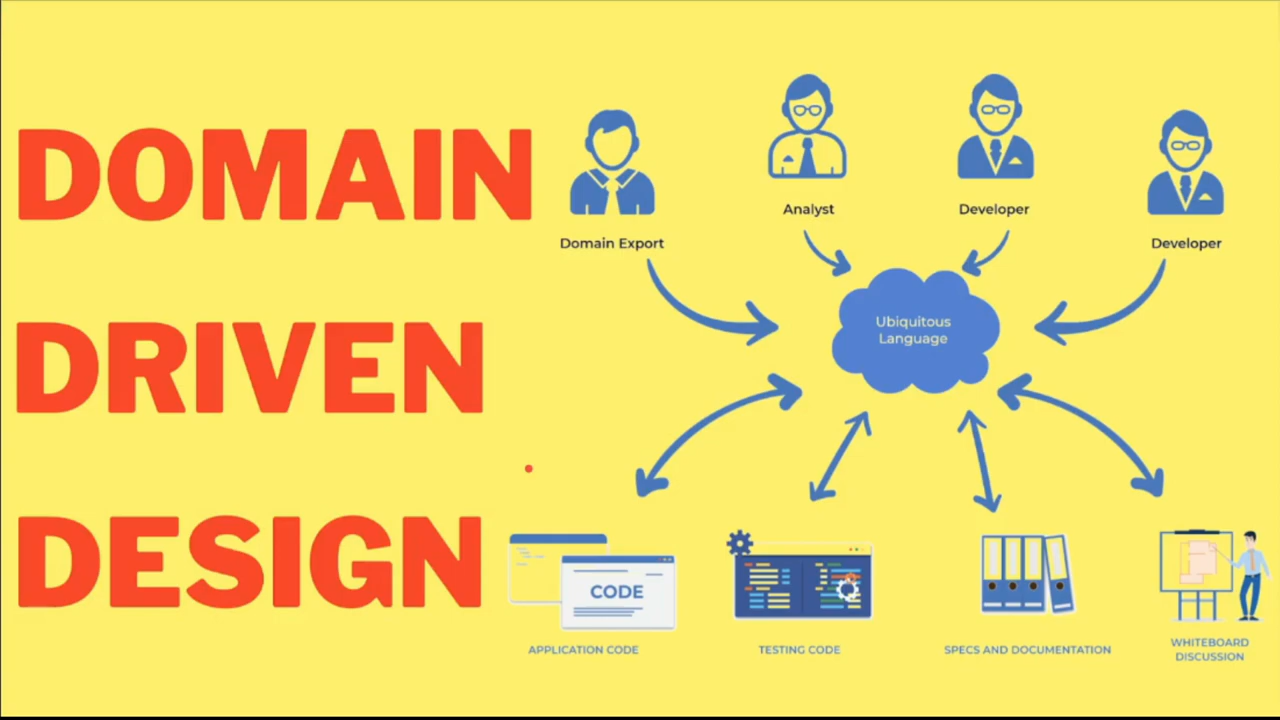 DOMAIN
DRIVEN
DESIGN
Domain Export
Analyst
Developer
Developer
Ubiquitous
Language
CODE
APPLICATION CODE
TESTING CODE
SPECS AND DOCUMENTATION
WHITEBOARD
DISCUSSION